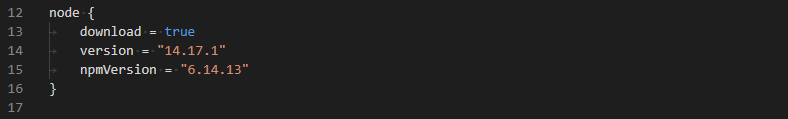 12 node {
13 download = true
14 version = "14.17.1"
15 npmVersion = "6.14.13"
16 }
17